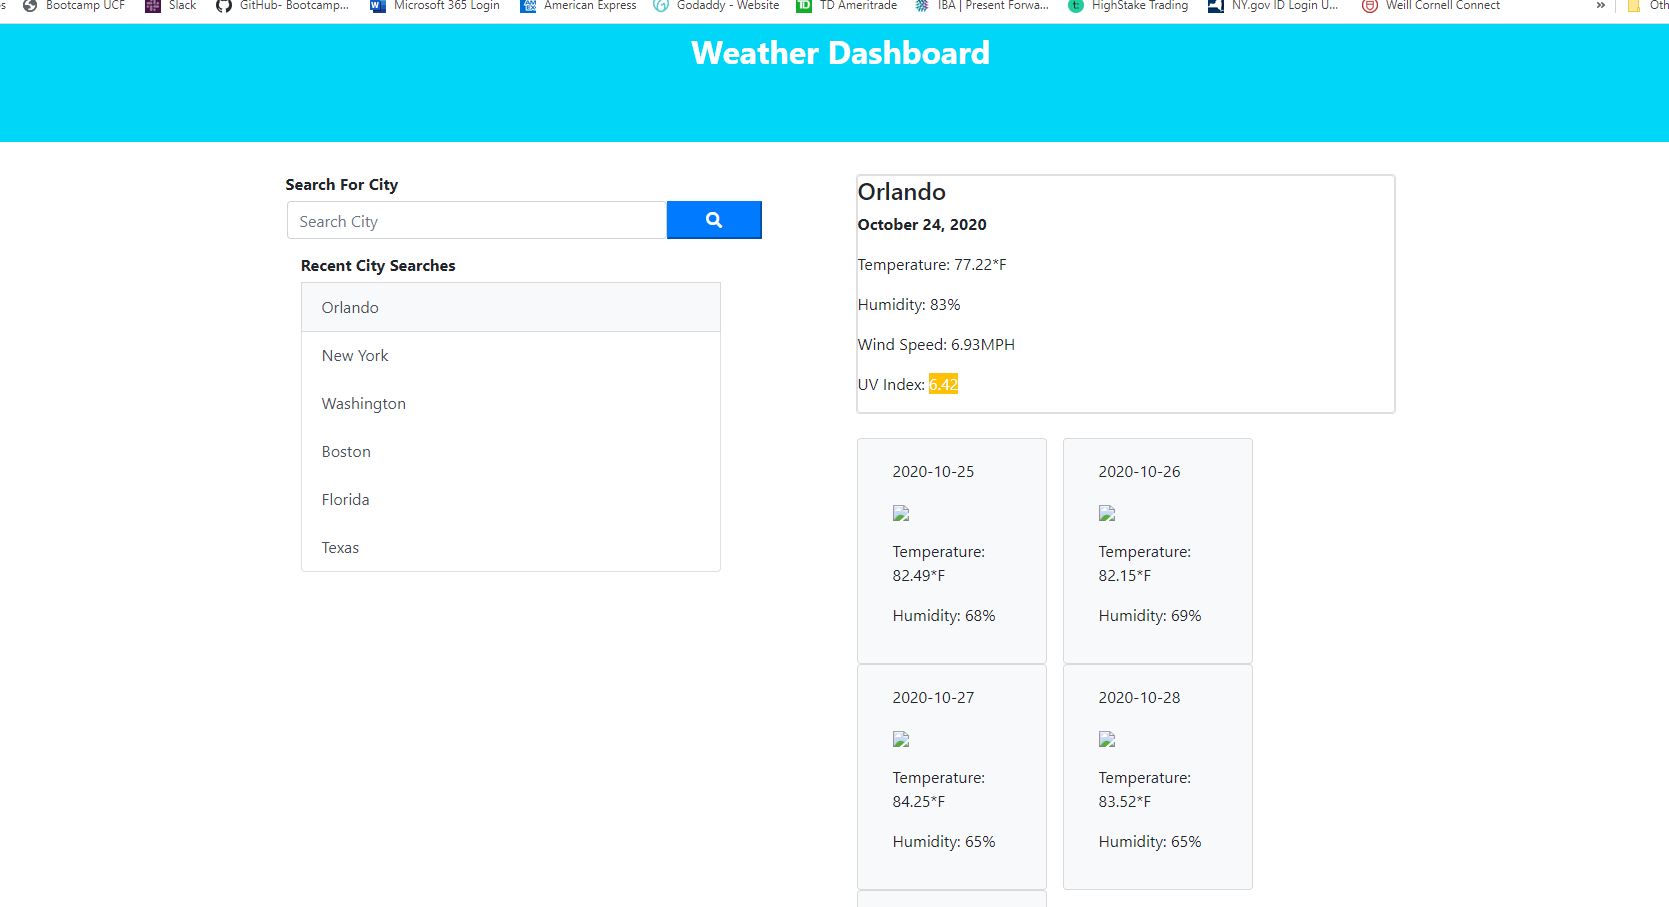 s Bootcamp UCF Slack GitHub- Bootcamp... Microsoft 365 Login American Express Godaddy - Website TD Ameritrade IBA | Present Forwa... HighStake Trading NY.gov ID Login U... Weill Cornell Connect » Oth
Weather Dashboard
Search For City
Search City
Recent City Searches
Orlando
New York
Washington
Boston
Florida
Texas
Orlando
October 24, 2020
Temperature: 77.22*F
Humidity: 83%
Wind Speed: 6.93MPH
UV Index: 6.42
2020-10-25
Temperature:
82.49*F
Humidity: 68%
2020-10-26
Temperature:
82.15*F
Humidity: 69%
2020-10-27
Temperature:
84.25*F
Humidity: 65%
2020-10-28
Temperature:
83.52*F
Humidity: 65%